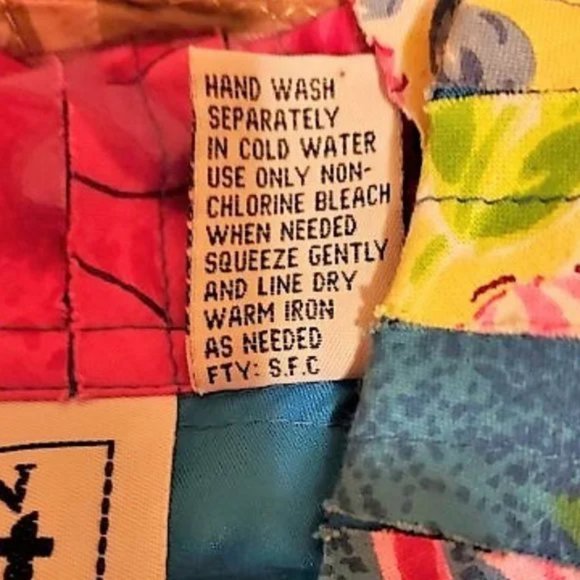 HAND WASH
SEPARATELY
IN COLD WATER
USE ONLY NON-
CHLORINE BLEACH
WHEN NEEDED
SQUEEZE GENTLY
AND LINE DRY
WARM IRON
AS NEEDED
FTY: S.F.C